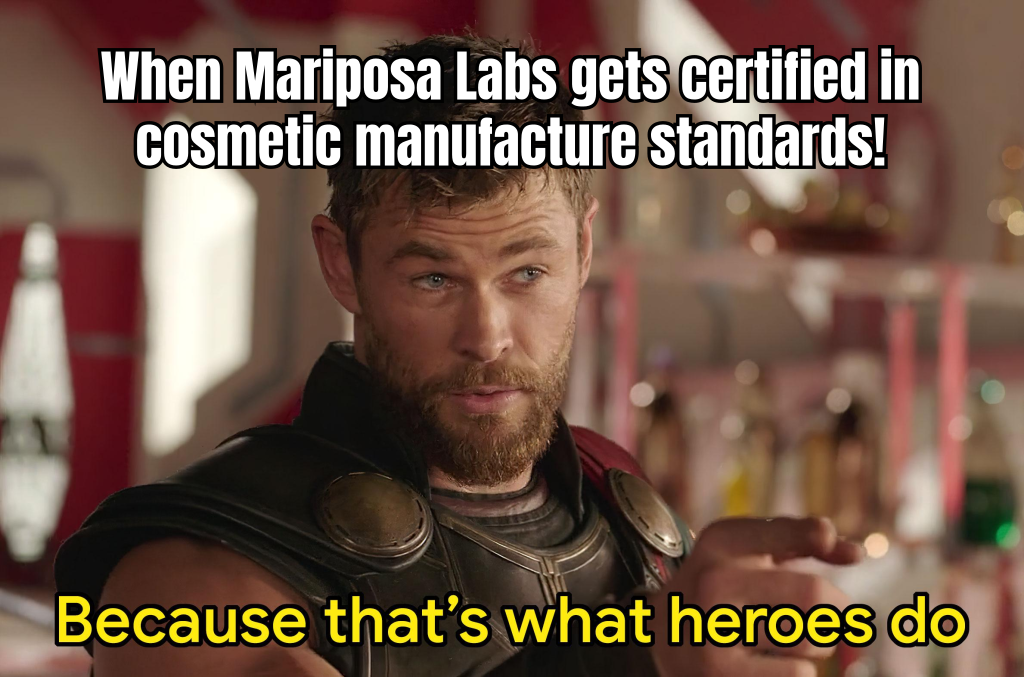 When Mariposa Labs gets certified in
cosmetic manufacture standards!
Because that’s what heroes do